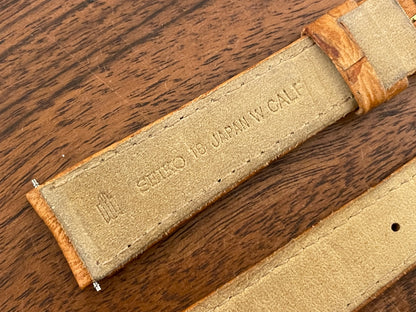 SEIKO 18 JAPAN W. CALF